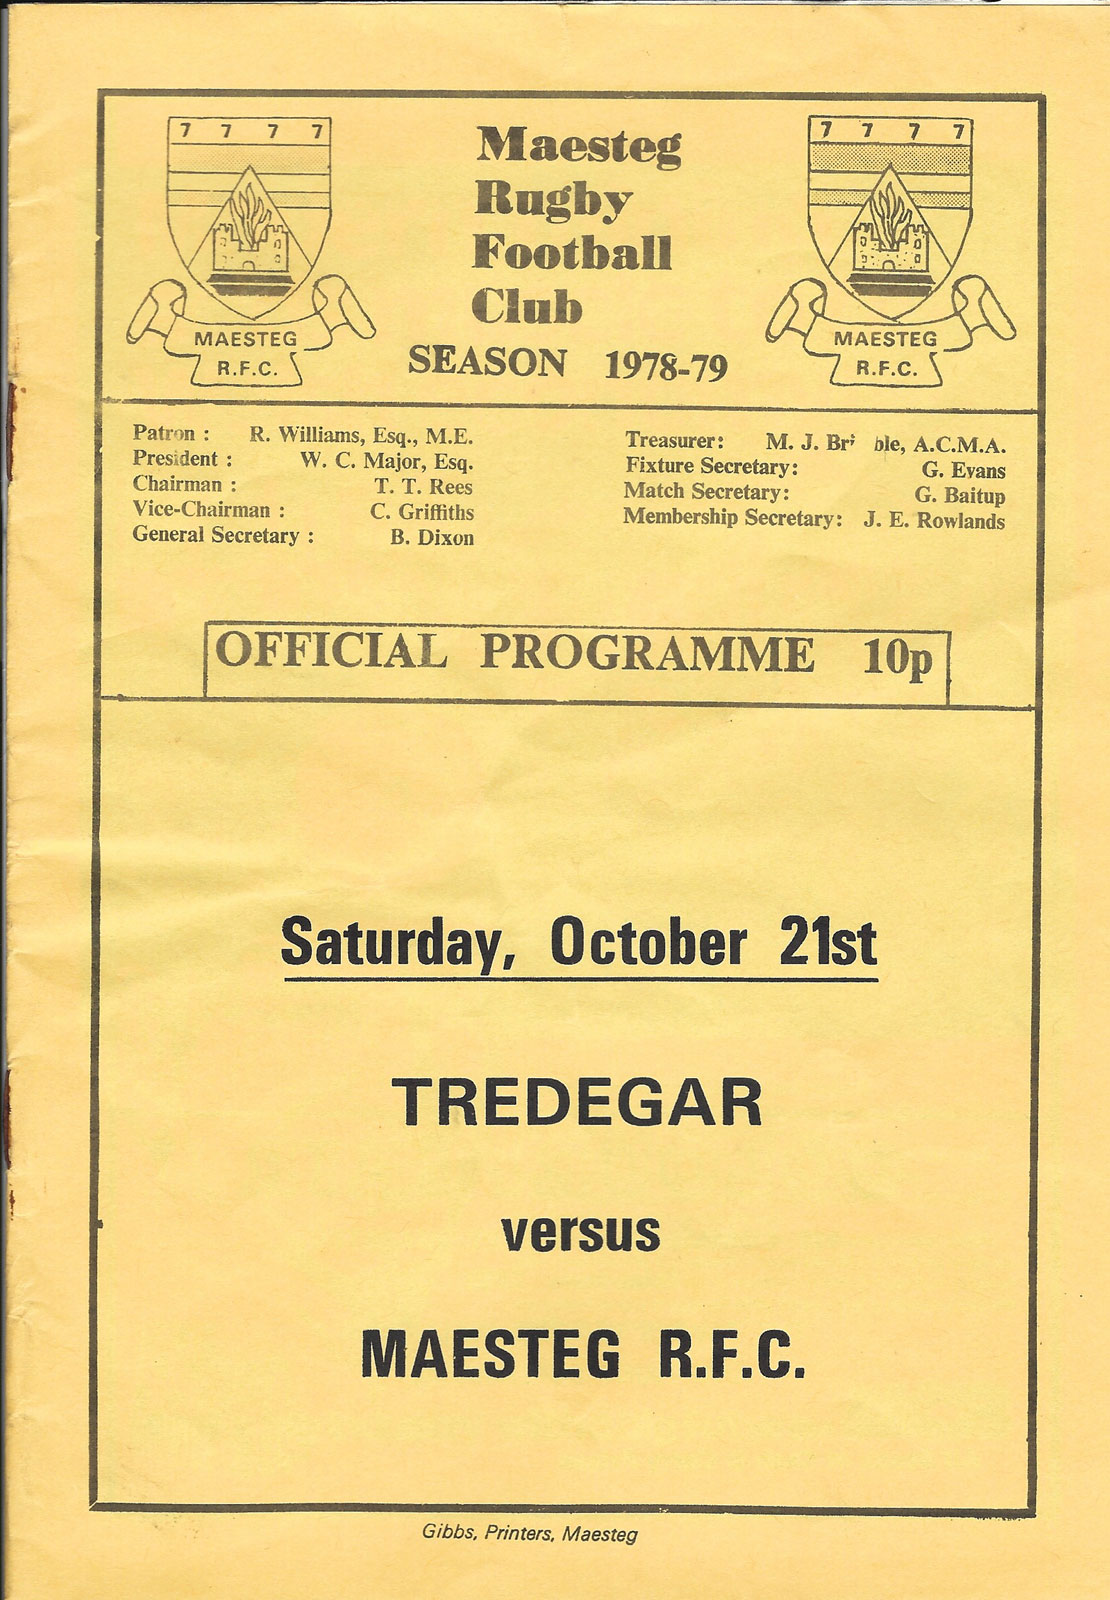 7 7 7 7
MAESTEG
R.F.C.
Maesteg
Rugby
Football
Club
SEASON 1978-79
7 7 7 7
MAESTEG
R.F.C.
Patron : R. Williams, Esq., M.E.
President : W. C. Major, Esq.
Chairman : T. T. Rees
Vice-Chairman : C. Griffiths
General Secretary : B. Dixon
Treasurer: M. J. A.C.M.A.
Fixture Secretary: G. Evans
Match Secretary: G. Baitup
Membership Secretary: J. E. Rowlands
OFFICIAL PROGRAMME 10p
Saturday, October 21st
TREDEGAR
versus
MAESTEG R.F.C.
Gibbs, Printers, Maesteg